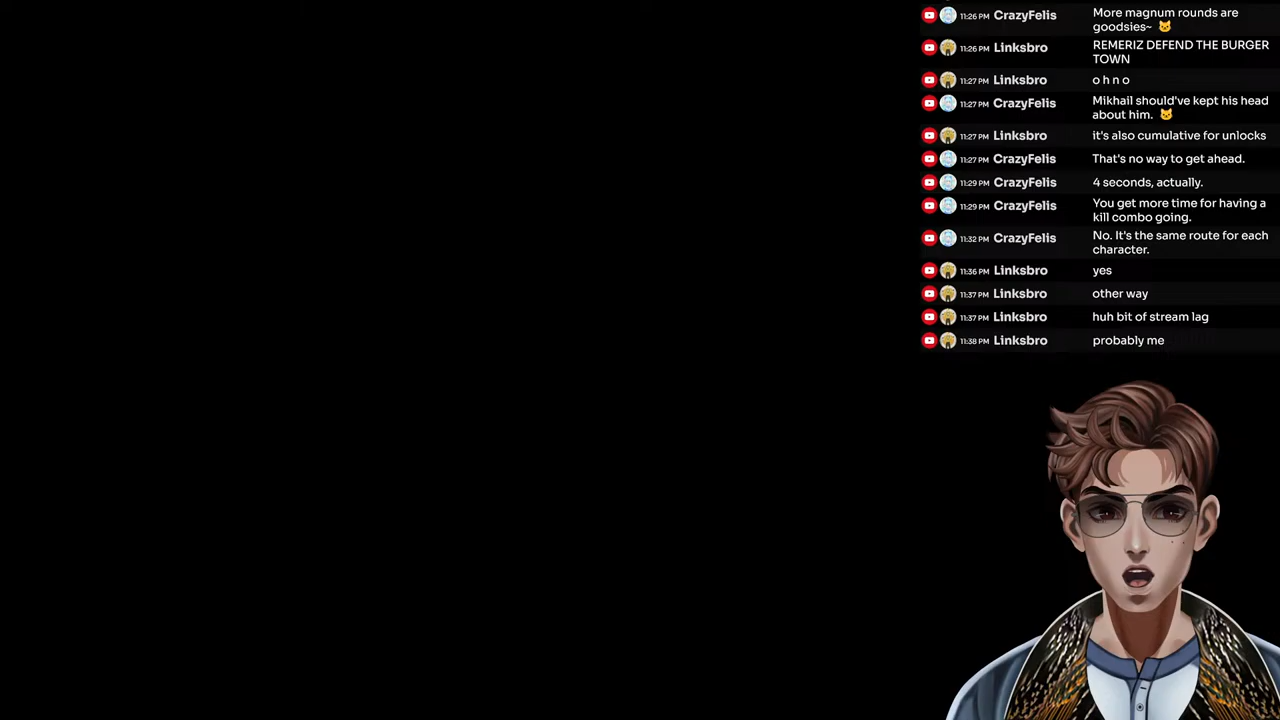 11:26 PM CrazyFelis More magnum rounds are
goodsies~ 🐱
11:26 PM Linksbro REMERIZ DEFEND THE BURGER
TOWN
11:27 PM Linksbro o h n o
11:27 PM CrazyFelis Mikhail should've kept his head
about him. 🐱
11:27 PM Linksbro it's also cumulative for unlocks
11:27 PM CrazyFelis That's no way to get ahead.
11:29 PM CrazyFelis 4 seconds, actually.
11:29 PM CrazyFelis You get more time for having a
kill combo going.
11:32 PM CrazyFelis No. It's the same route for each
character.
11:36 PM Linksbro yes
11:37 PM Linksbro other way
11:37 PM Linksbro huh bit of stream lag
11:38 PM Linksbro probably me